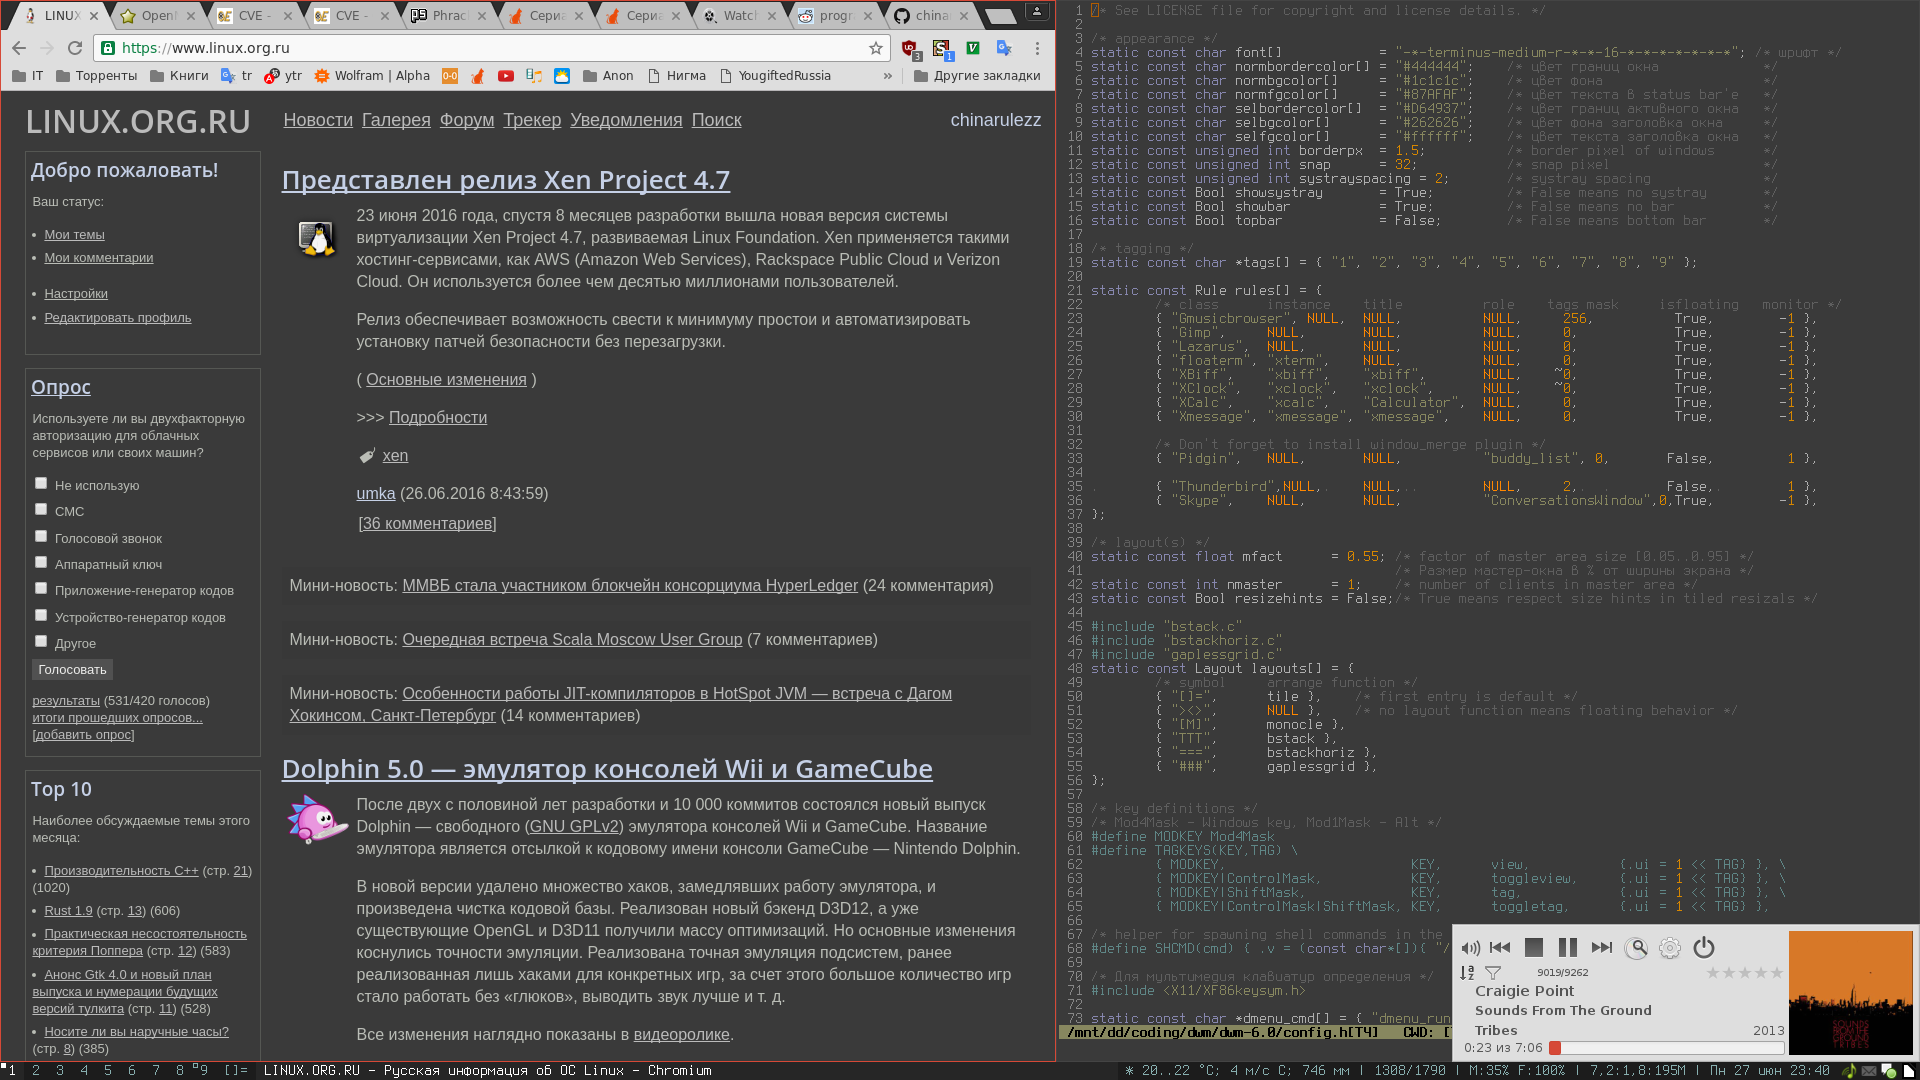 LINUX
OpenI
CVE -
CVE -
Phrac
Сериа
Сериа
Watch
progr
china
https://www.linux.org.ru
3
1
IT
Торренты
Книги
tr
ytr
Wolfram | Alpha
Anon
Нигма
YougiftedRussia
»
Другие закладки
LINUX.ORG.RU
Новости Галерея Форум Трекер Уведомления Поиск
chinarulezz
Добро пожаловать!
Ваш статус:
• Мои темы
• Мои комментарии
• Настройки
• Редактировать профиль
Опрос
Используете ли вы двухфакторную
авторизацию для облачных
сервисов или своих машин?
Не использую
СМС
Голосовой звонок
Аппаратный ключ
Приложение-генератор кодов
Устройство-генератор кодов
Другое
Голосовать
результаты (531/420 голосов)
итоги прошедших опросов...
[добавить опрос]
Top 10
Наиболее обсуждаемые темы этого
месяца:
• Производительность C++ (стр. 21)
(1020)
• Rust 1.9 (стр. 13) (606)
• Практическая несостоятельность
критерия Поппера (стр. 12) (583)
• Анонс Gtk 4.0 и новый план
выпуска и нумерации будущих
версий тулкита (стр. 11) (528)
• Носите ли вы наручные часы?
(стр. 8) (385)
Представлен релиз Xen Project 4.7
23 июня 2016 года, спустя 8 месяцев разработки вышла новая версия системы
виртуализации Xen Project 4.7, развиваемая Linux Foundation. Xen применяется такими
хостинг-сервисами, как AWS (Amazon Web Services), Rackspace Public Cloud и Verizon
Cloud. Он используется более чем десятью миллионами пользователей.
Релиз обеспечивает возможность свести к минимуму простои и автоматизировать
установку патчей безопасности без перезагрузки.
( Основные изменения )
>>> Подробности
xen
umka (26.06.2016 8:43:59)
[36 комментариев]
Мини-новость: ММВБ стала участником блокчейн консорциума HyperLedger (24 комментария)
Мини-новость: Очередная встреча Scala Moscow User Group (7 комментариев)
Мини-новость: Особенности работы JIT-компиляторов в HotSpot JVM — встреча с Дагом
Хокинсом, Санкт-Петербург (14 комментариев)
Dolphin 5.0 — эмулятор консолей Wii и GameCube
После двух с половиной лет разработки и 10 000 коммитов состоялся новый выпуск
Dolphin — свободного (GNU GPLv2) эмулятора консолей Wii и GameCube. Название
эмулятора является отсылкой к кодовому имени консоли GameCube — Nintendo Dolphin.
В новой версии удалено множество хаков, замедлявших работу эмулятора, и
произведена чистка кодовой базы. Реализован новый бэкенд D3D12, а уже
существующие OpenGL и D3D11 получили массу оптимизаций. Но основные изменения
коснулись точности эмуляции. Реализована точная эмуляция подсистем, ранее
реализованная лишь хаками для конкретных игр, за счет этого большое количество игр
стало работать без «глюков», выводить звук лучше и т. д.
Все изменения наглядно показаны в видеоролике.
1 /* See LICENSE file for copyright and license details. */
2
3 /* appearance */
4 static const char font[] = "-*-terminus-medium-r-*-*-16-*-*-*-*-*-*-*"; /* шрифт */
5 static const char normbordercolor[] = "#444444"; /* цвет границ окна */
6 static const char normbgcolor[] = "#1c1c1c"; /* цвет фона */
7 static const char normfgcolor[] = "#87AFAF"; /* цвет текста в status bar'е */
8 static const char selbordercolor[] = "#D64937"; /* цвет границ активного окна */
9 static const char selbgcolor[] = "#262626"; /* цвет фона заголовка окна */
10 static const char selfgcolor[] = "#ffffff"; /* цвет текста заголовка окна */
11 static const unsigned int borderpx = 1.5; /* border pixel of windows */
12 static const unsigned int snap = 32; /* snap pixel */
13 static const unsigned int systrayspacing = 2; /* systray spacing */
14 static const Bool showsystray = True; /* False means no systray */
15 static const Bool showbar = True; /* False means no bar */
16 static const Bool topbar = False; /* False means bottom bar */
17
18 /* tagging */
19 static const char *tags[] = { "1", "2", "3", "4", "5", "6", "7", "8", "9" };
20
21 static const Rule rules[] = {
22 /* class instance title role tags mask isfloating monitor */
23 { "Gmusicbrowser", NULL, NULL, NULL, 256, True, -1 },
24 { "Gimp", NULL, NULL, NULL, 0, True, -1 },
25 { "Lazarus", NULL, NULL, NULL, 0, True, -1 },
26 { "floaterm", "xterm", NULL, NULL, 0, True, -1 },
27 { "XBiff", "xbiff", "xbiff", NULL, ~0, True, -1 },
28 { "XClock", "xclock", "xclock", NULL, ~0, True, -1 },
29 { "XCalc", "xcalc", "Calculator", NULL, 0, True, -1 },
30 { "Xmessage", "xmessage", "xmessage", NULL, 0, True, -1 },
31
32 /* Don't forget to install window_merge plugin */
33 { "Pidgin", NULL, NULL, "buddy_list", 0, False, 1 },
34
35 { "Thunderbird",NULL, NULL, NULL, 2, False, 1 },
36 { "Skype", NULL, NULL, "ConversationsWindow",0,True, -1 },
37 };
38
39 /* layout(s) */
40 static const float mfact = 0.55; /* factor of master area size [0.05..0.95] */
41 /* Размер мастер-окна в % от ширины экрана */
42 static const int nmaster = 1; /* number of clients in master area */
43 static const Bool resizehints = False;/* True means respect size hints in tiled resizals */
44
45 #include "bstack.c"
46 #include "bstackhoriz.c"
47 #include "gaplessgrid.c"
48 static const Layout layouts[] = {
49 /* symbol arrange function */
50 { "[]=", tile }, /* first entry is default */
51 { "><>", NULL }, /* no layout function means floating behavior */
52 { "[M]", monocle },
53 { "TTT", bstack },
54 { "===", bstackhoriz },
55 { "###", gaplessgrid },
56 };
57
58 /* key definitions */
59 /* Mod4Mask - Windows key, Mod1Mask - Alt */
60 #define MODKEY Mod4Mask
61 #define TAGKEYS(KEY,TAG) \
62 { MODKEY, KEY, view, {.ui = 1 << TAG} }, \
63 { MODKEY|ControlMask, KEY, toggleview, {.ui = 1 << TAG} }, \
64 { MODKEY|ShiftMask, KEY, tag, {.ui = 1 << TAG} }, \
65 { MODKEY|ControlMask|ShiftMask, KEY, toggletag, {.ui = 1 << TAG} },
66
67 /* helper for spawning shell commands in the
68 #define SHCMD(cmd) { .v = (const char*[]){ "/
69
70 /* Для мультимедиа клавиатур определения */
71 #include <X11/XF86keysym.h>
72
73 static const char *dmenu_cmd[] = { "dmenu_run
/mnt/dd/coding/dwm/dwm-6.0/config.h[TЧ] CWD: [
9019/9262
Craigie Point
Sounds From The Ground
Tribes
2013
0:23 из 7:06
SOUNDS
FROM THE
GROUND
TRIBES
1 2 3 4 5 6 7 8 9 []= LINUX.ORG.RU - Русская информация об ОС Linux - Chromium
* 20..22 °C; 4 м/с С; 746 мм | 1308/1790 | M:35% F:100% | 7,2:1,8:195M | Пн 27 июн 23:40